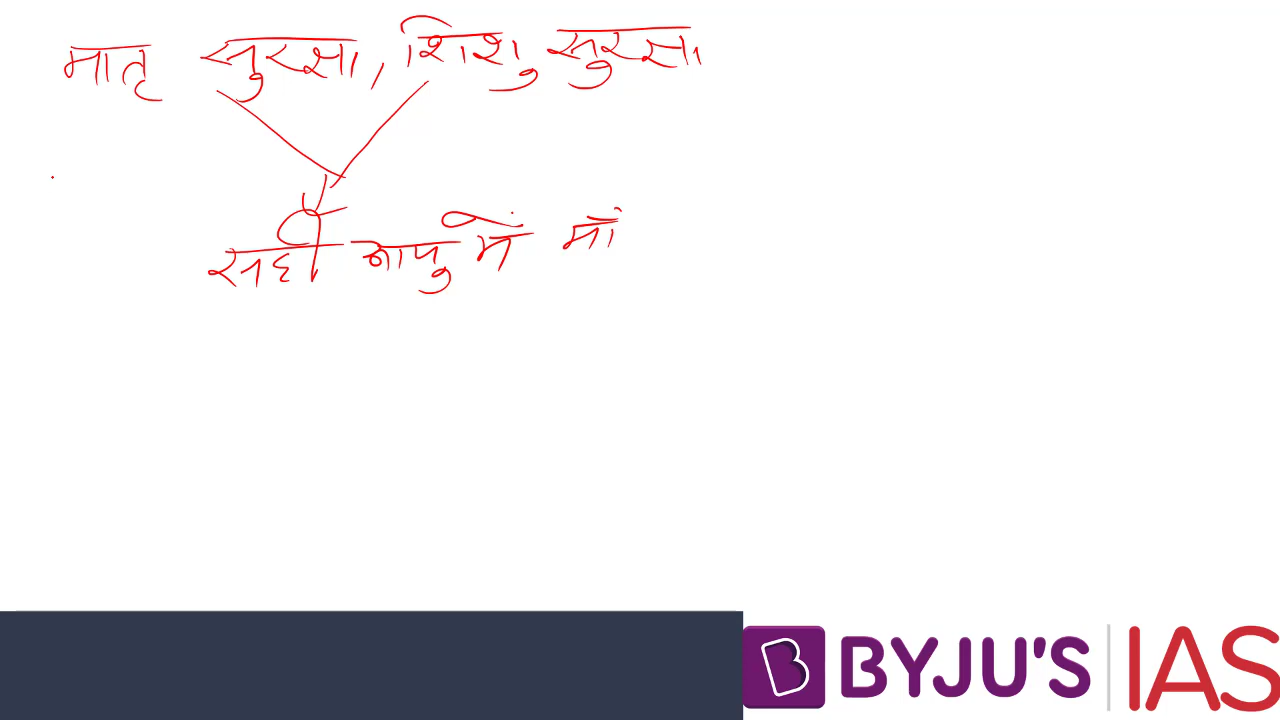 मातृ सुरक्षा, शिशु सुरक्षा
सही आयु में माँ
BYJU'S IAS